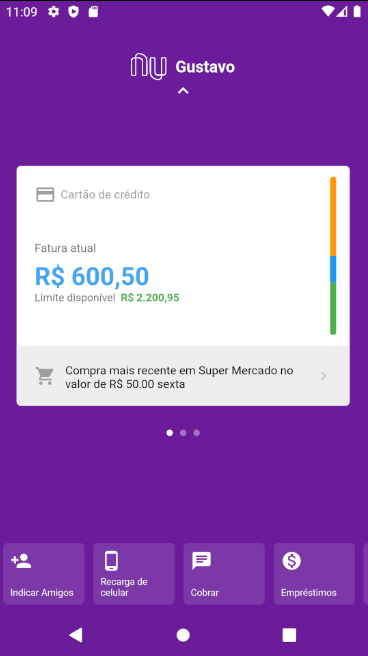 11:09
nu Gustavo
Cartão de crédito
Fatura atual
R$ 600,50
Limite disponível R$ 2.200,95
Compra mais recente em Super Mercado no
valor de R$ 50.00 sexta
Indicar Amigos
Recarga de
celular
Cobrar
Empréstimos